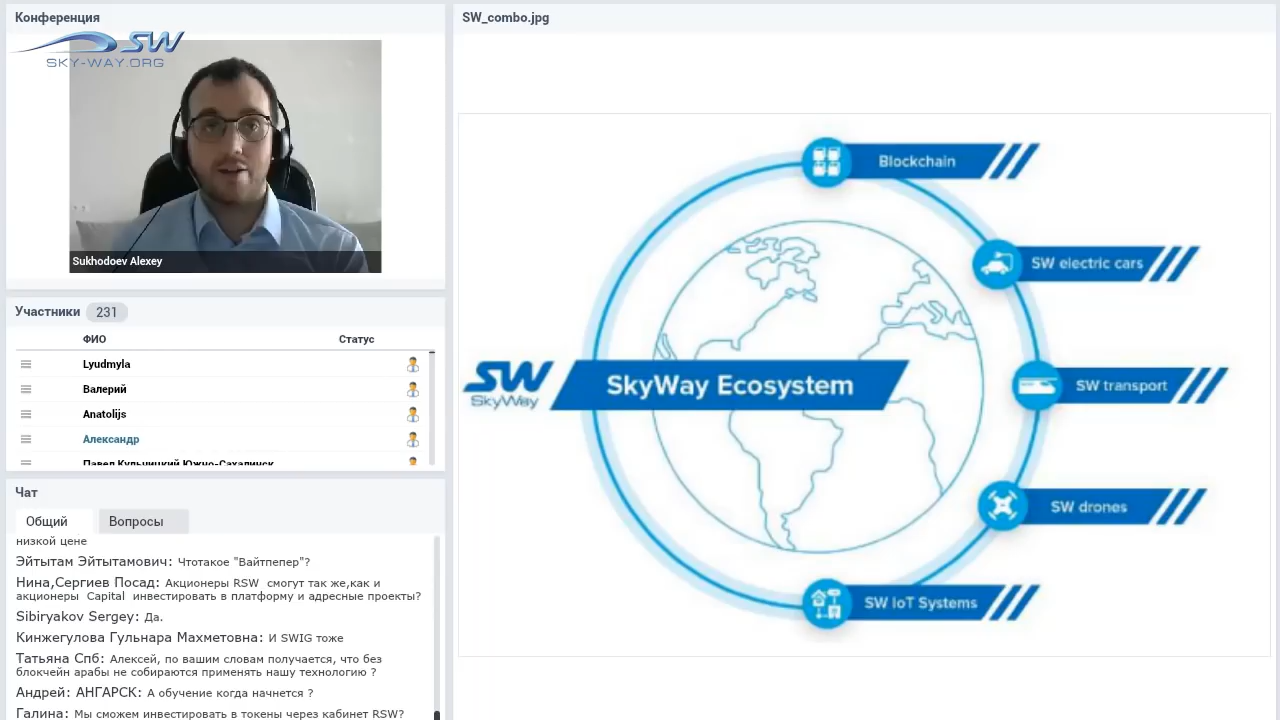 Конференция
SW
SKY-WAY.ORG
Sukhodoev Alexey
Участники 231
ФИО Статус
Lyudmyla
Валерий
Anatolijs
Александр
Павел Кульчицкий Южно-Сахалинск
Чат
Общий Вопросы
низкой цене
Эйтытам Эйтытамович: Чтотакое "Вайтпепер"?
Нина,Сергиев Посад: Акционеры RSW смогут так же,как и
акционеры Capital инвестировать в платформу и адресные проекты?
Sibiryakov Sergey: Да.
Кинжегулова Гульнара Махметовна: И SWIG тоже
Татьяна Спб: Алексей, по вашим словам получается, что без
блокчейн арабы не собираются применять нашу технологию ?
Андрей: АНГАРСК: А обучение когда начнется ?
Галина: Мы сможем инвестировать в токены через кабинет RSW?
SW_combo.jpg
Blockchain
SW electric cars
SW
SkyWay
SkyWay Ecosystem
SW transport
SW drones
SW IoT Systems